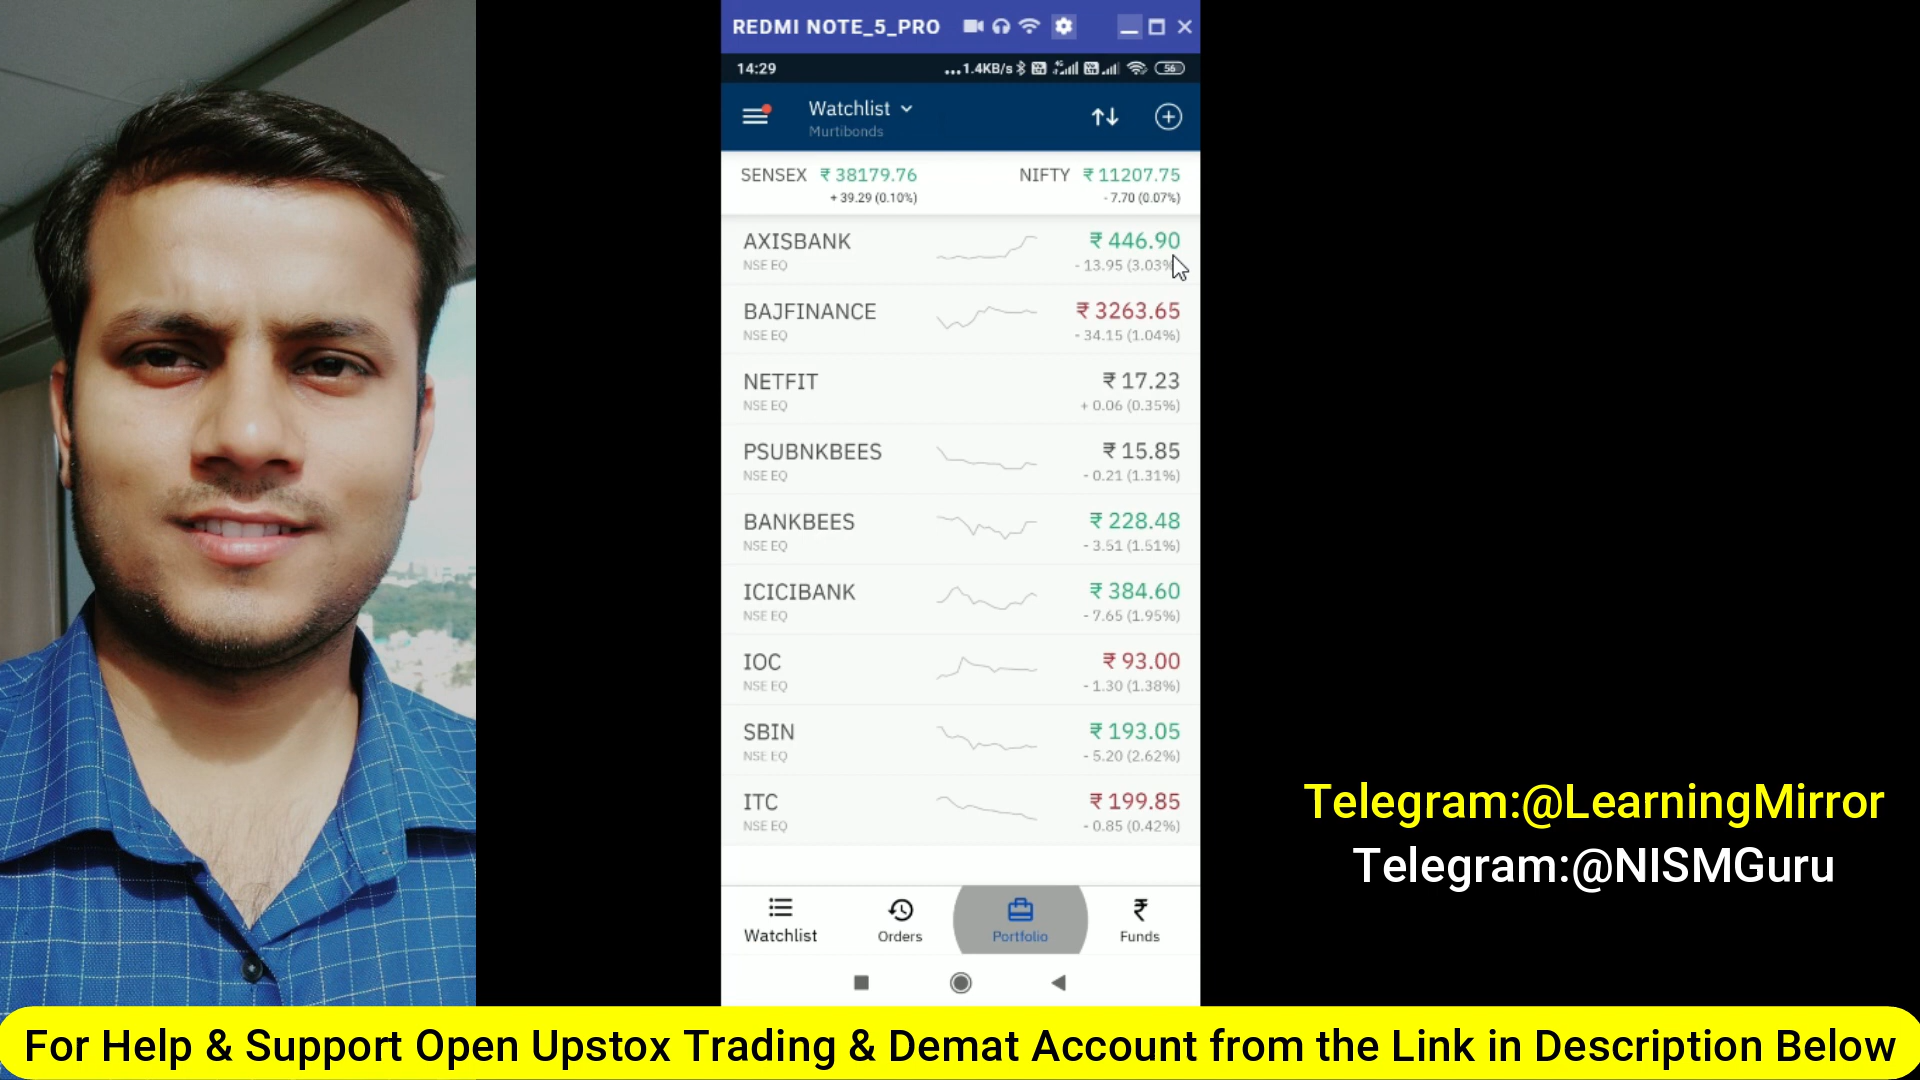 REDMI NOTE_5_PRO
14:29
...1.4KB/s
56
Watchlist
Murtibonds
SENSEX ₹ 38179.76
+ 39.29 (0.10%)
NIFTY ₹ 11207.75
- 7.70 (0.07%)
AXISBANK ₹ 446.90
NSE EQ - 13.95 (3.03%
BAJFINANCE ₹ 3263.65
NSE EQ - 34.15 (1.04%)
NETFIT ₹ 17.23
NSE EQ + 0.06 (0.35%)
PSUBNKBEES ₹ 15.85
NSE EQ - 0.21 (1.31%)
BANKBEES ₹ 228.48
NSE EQ - 3.51 (1.51%)
ICICIBANK ₹ 384.60
NSE EQ - 7.65 (1.95%)
IOC ₹ 93.00
NSE EQ - 1.30 (1.38%)
SBIN ₹ 193.05
NSE EQ - 5.20 (2.62%)
ITC ₹ 199.85
NSE EQ - 0.85 (0.42%)
Watchlist Orders Portfolio Funds
Telegram:@LearningMirror
Telegram:@NISMGuru
For Help & Support Open Upstox Trading & Demat Account from the Link in Description Below